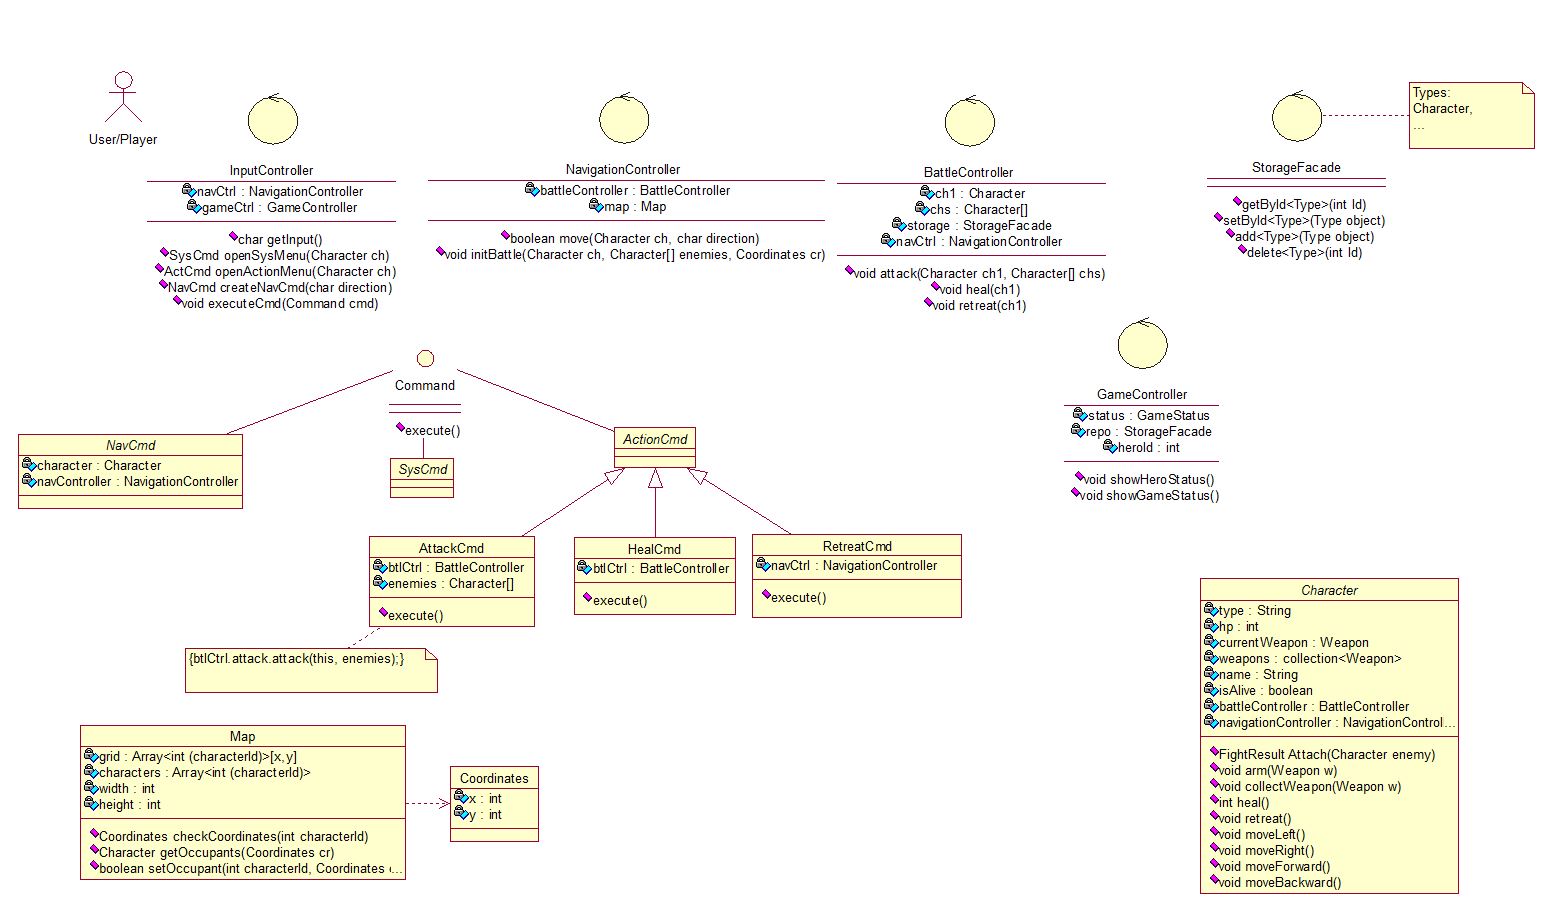 User/Player
InputController
navCtrl : NavigationController
gameCtrl : GameController
char getInput()
SysCmd openSysMenu(Character ch)
ActCmd openActionMenu(Character ch)
NavCmd createNavCmd(char direction)
void executeCmd(Command cmd)
NavigationController
battleController : BattleController
map : Map
boolean move(Character ch, char direction)
void initBattle(Character ch, Character[] enemies, Coordinates cr)
BattleController
ch1 : Character
chs : Character[]
storage : StorageFacade
navCtrl : NavigationController
void attack(Character ch1, Character[] chs)
void heal(ch1)
void retreat(ch1)
StorageFacade
getById<Type>(int Id)
setById<Type>(Type object)
add<Type>(Type object)
delete<Type>(int Id)
Types:
Character,
...
GameController
status : GameStatus
repo : StorageFacade
heroId : int
void showHeroStatus()
void showGameStatus()
Command
execute()
NavCmd
character : Character
navController : NavigationController
SysCmd
ActionCmd
AttackCmd
btlCtrl : BattleController
enemies : Character[]
execute()
HealCmd
btlCtrl : BattleController
execute()
RetreatCmd
navCtrl : NavigationController
execute()
{btlCtrl.attack.attack(this, enemies);}
Map
grid : Array<int (characterId)>[x,y]
characters : Array<int (characterId)>
width : int
height : int
Coordinates checkCoordinates(int characterId)
Character getOccupants(Coordinates cr)
boolean setOccupant(int characterId, Coordinates c...
Coordinates
x : int
y : int
Character
type : String
hp : int
currentWeapon : Weapon
weapons : collection<Weapon>
name : String
isAlive : boolean
battleController : BattleController
navigationController : NavigationControl...
FightResult Attach(Character enemy)
void arm(Weapon w)
void collectWeapon(Weapon w)
int heal()
void retreat()
void moveLeft()
void moveRight()
void moveForward()
void moveBackward()